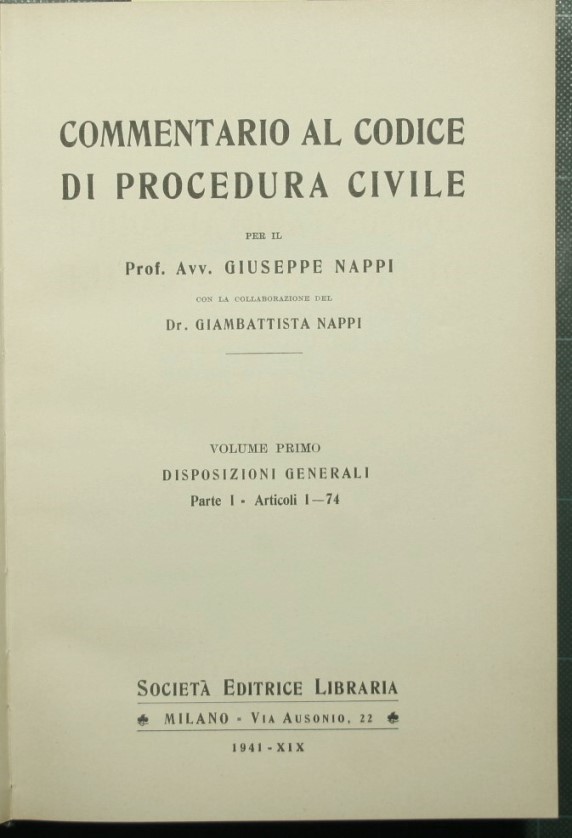 COMMENTARIO AL CODICE
DI PROCEDURA CIVILE
PER IL
Prof. Avv. GIUSEPPE NAPPI
CON LA COLLABORAZIONE DEL
Dr. GIAMBATTISTA NAPPI
VOLUME PRIMO
DISPOSIZIONI GENERALI
Parte I - Articoli 1—74
SOCIETÀ EDITRICE LIBRARIA
MILANO - VIA AUSONIO, 22
1941-XIX